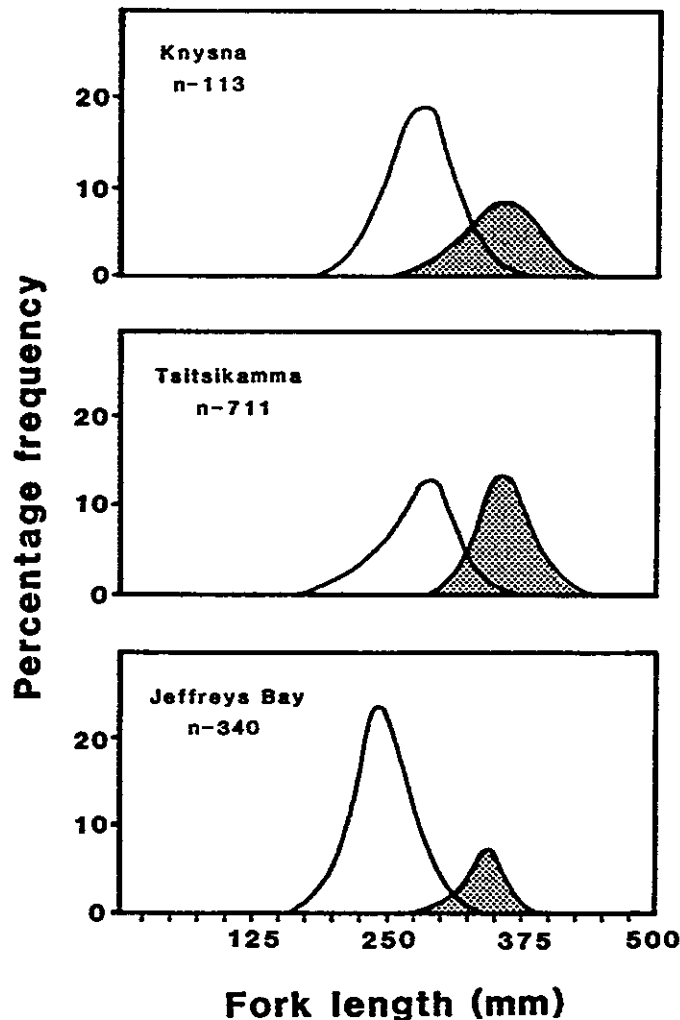 Percentage frequency
Knysna
n-113
20
10
0
Tsitsikamma
n-711
20
10
0
Jeffreys Bay
n-340
20
10
0
125 250 375 500
Fork length (mm)